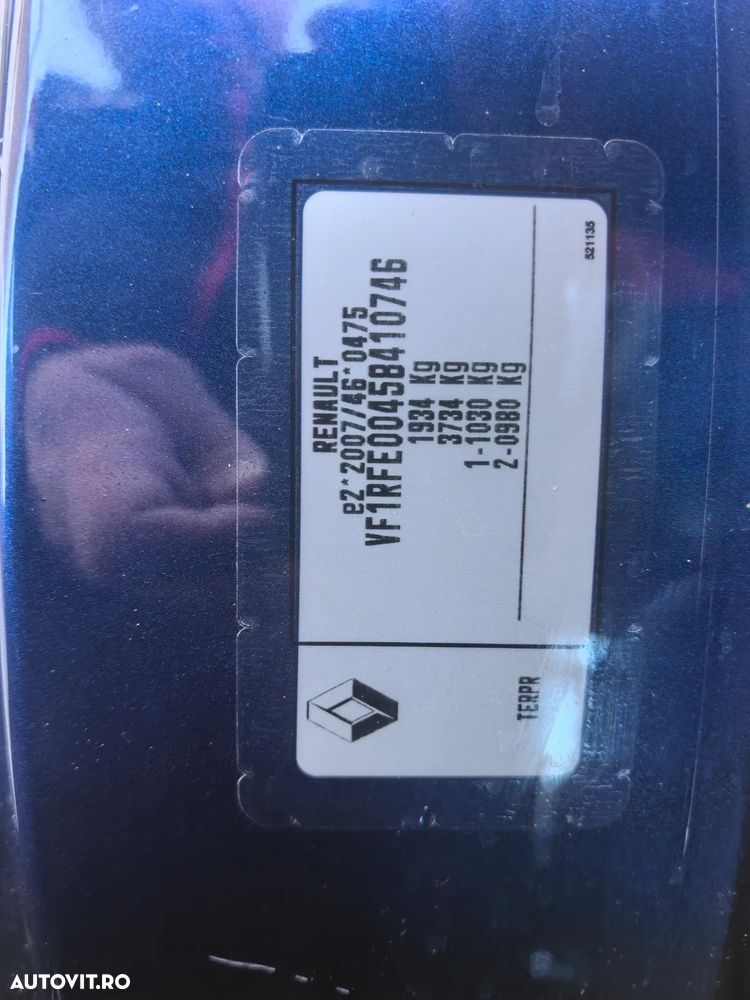 RENAULT
e2*2007/46*0475
VF1RFE00458410746
1934 Kg
3734 Kg
1-1030 Kg
2-0980 Kg
TERPR
521135
AUTOVIT.RO